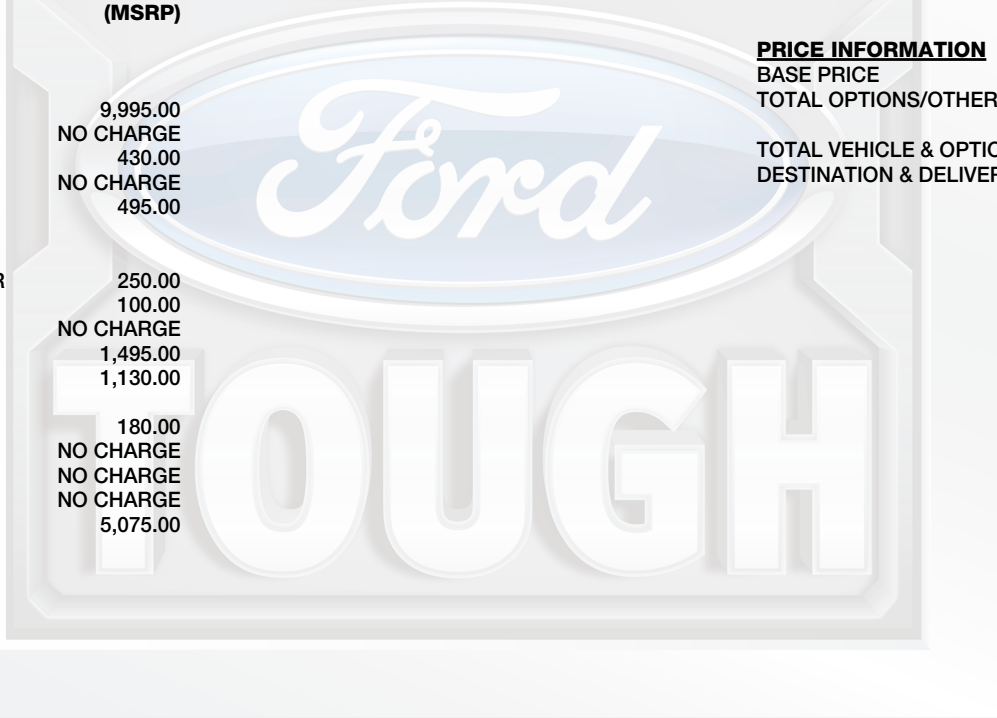 (MSRP)
9,995.00
NO CHARGE
430.00
NO CHARGE
495.00
R 250.00
100.00
NO CHARGE
1,495.00
1,130.00
180.00
NO CHARGE
NO CHARGE
NO CHARGE
5,075.00
PRICE INFORMATION
BASE PRICE
TOTAL OPTIONS/OTHER
TOTAL VEHICLE & OPTIO
DESTINATION & DELIVER
Ford
TOUGH